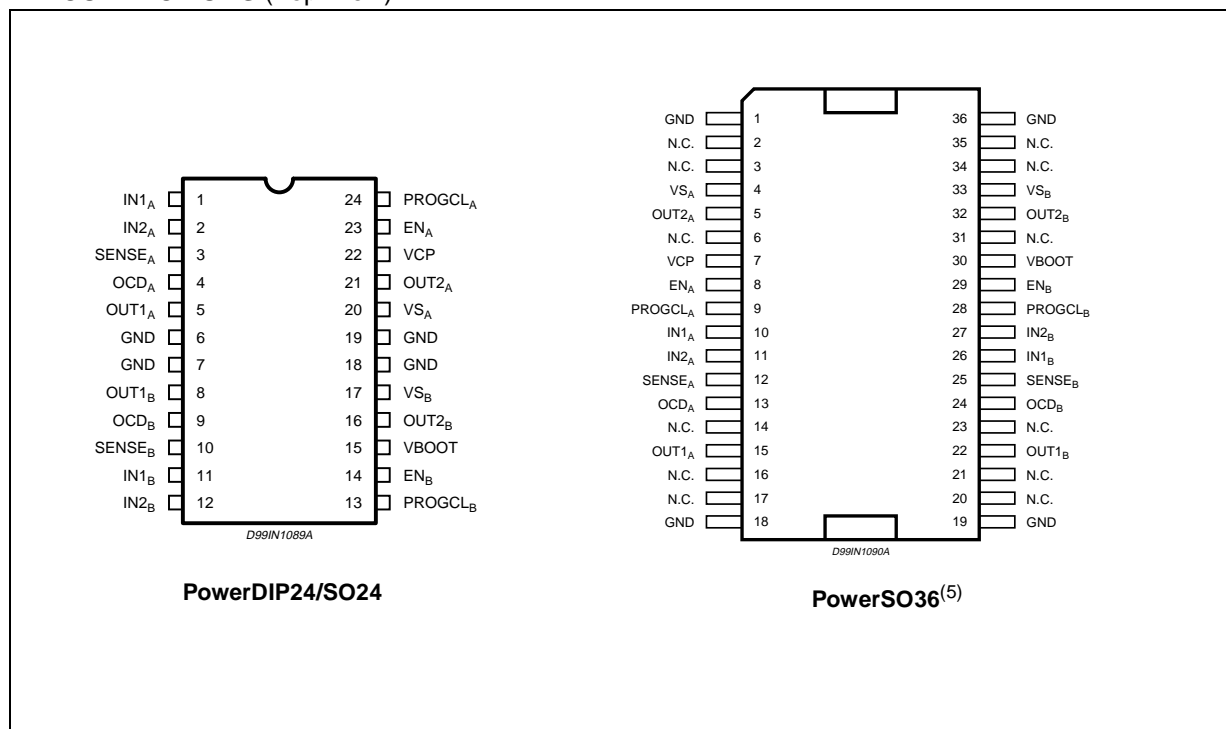 IN1A 1 24 PROGCLA
IN2A 2 23 ENA
SENSEA 3 22 VCP
OCDA 4 21 OUT2A
OUT1A 5 20 VSA
GND 6 19 GND
GND 7 18 GND
OUT1B 8 17 VSB
OCDB 9 16 OUT2B
SENSEB 10 15 VBOOT
IN1B 11 14 ENB
IN2B 12 13 PROGCLB
D99IN1089A
PowerDIP24/SO24
GND 1 36 GND
N.C. 2 35 N.C.
N.C. 3 34 N.C.
VSA 4 33 VSB
OUT2A 5 32 OUT2B
N.C. 6 31 N.C.
VCP 7 30 VBOOT
ENA 8 29 ENB
PROGCLA 9 28 PROGCLB
IN1A 10 27 IN2B
IN2A 11 26 IN1B
SENSEA 12 25 SENSEB
OCDA 13 24 OCDB
N.C. 14 23 N.C.
OUT1A 15 22 OUT1B
N.C. 16 21 N.C.
N.C. 17 20 N.C.
GND 18 19 GND
D99IN1090A
PowerSO36(5)